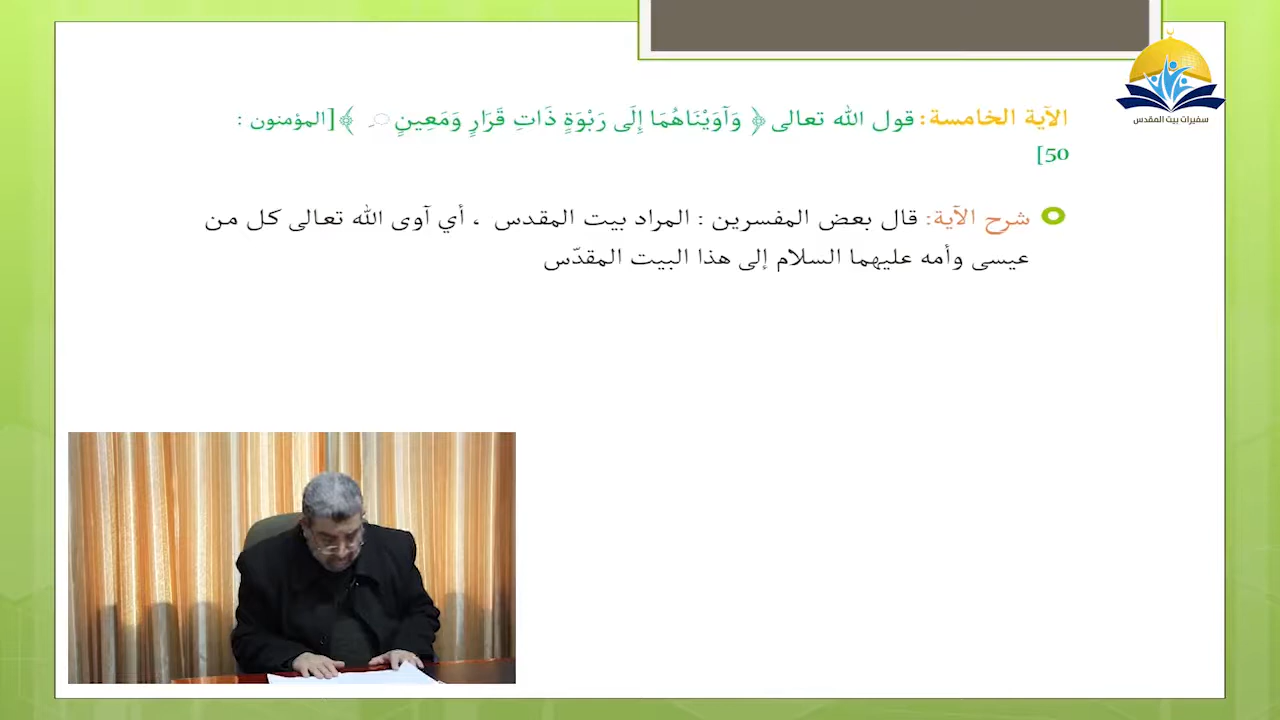 سفيرات بيت المقدس
الآية الخامسة: قول الله تعالى ﴿ وَآوَيْنَاهُمَا إِلَى رَبْوَةٍ ذَاتِ قَرَارٍ وَمَعِينٍ ﴾ [المؤمنون :
50]
شرح الآية: قال بعض المفسرين : المراد بيت المقدس ، أي آوى الله تعالى كل من
عيسى وأمه عليهما السلام إلى هذا البيت المقدّس